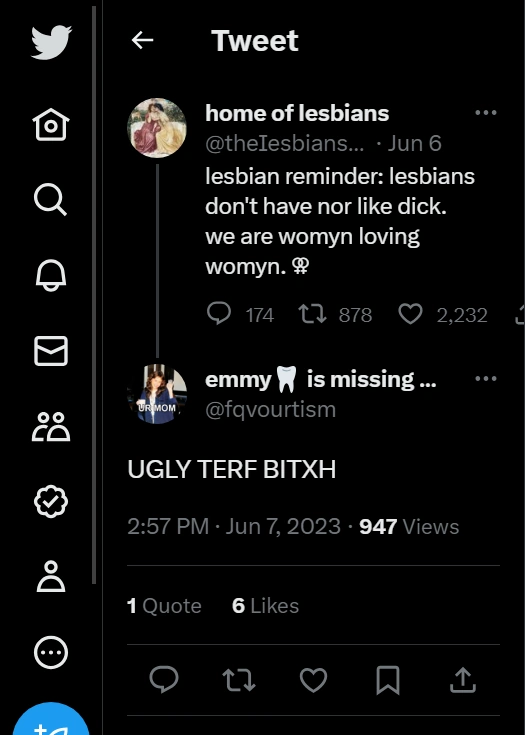 Tweet
home of lesbians
@theIesbians... · Jun 6
lesbian reminder: lesbians
don't have nor like dick.
we are womyn loving
womyn. ⚢
174 878 2,232
emmy🦷 is missing ...
@fqvourtism
UR MOM
UGLY TERF BITXH
2:57 PM · Jun 7, 2023 · 947 Views
1 Quote 6 Likes